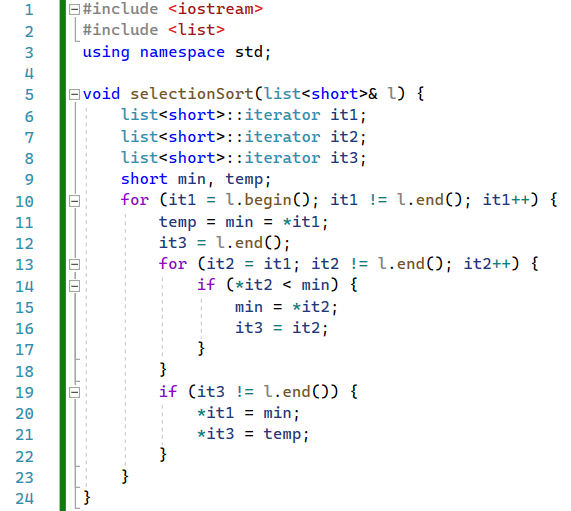 1 #include <iostream>
2 #include <list>
3 using namespace std;
4
5 void selectionSort(list<short>& l) {
6     list<short>::iterator it1;
7     list<short>::iterator it2;
8     list<short>::iterator it3;
9     short min, temp;
10     for (it1 = l.begin(); it1 != l.end(); it1++) {
11         temp = min = *it1;
12         it3 = l.end();
13         for (it2 = it1; it2 != l.end(); it2++) {
14             if (*it2 < min) {
15                 min = *it2;
16                 it3 = it2;
17             }
18         }
19         if (it3 != l.end()) {
20             *it1 = min;
21             *it3 = temp;
22         }
23     }
24 }